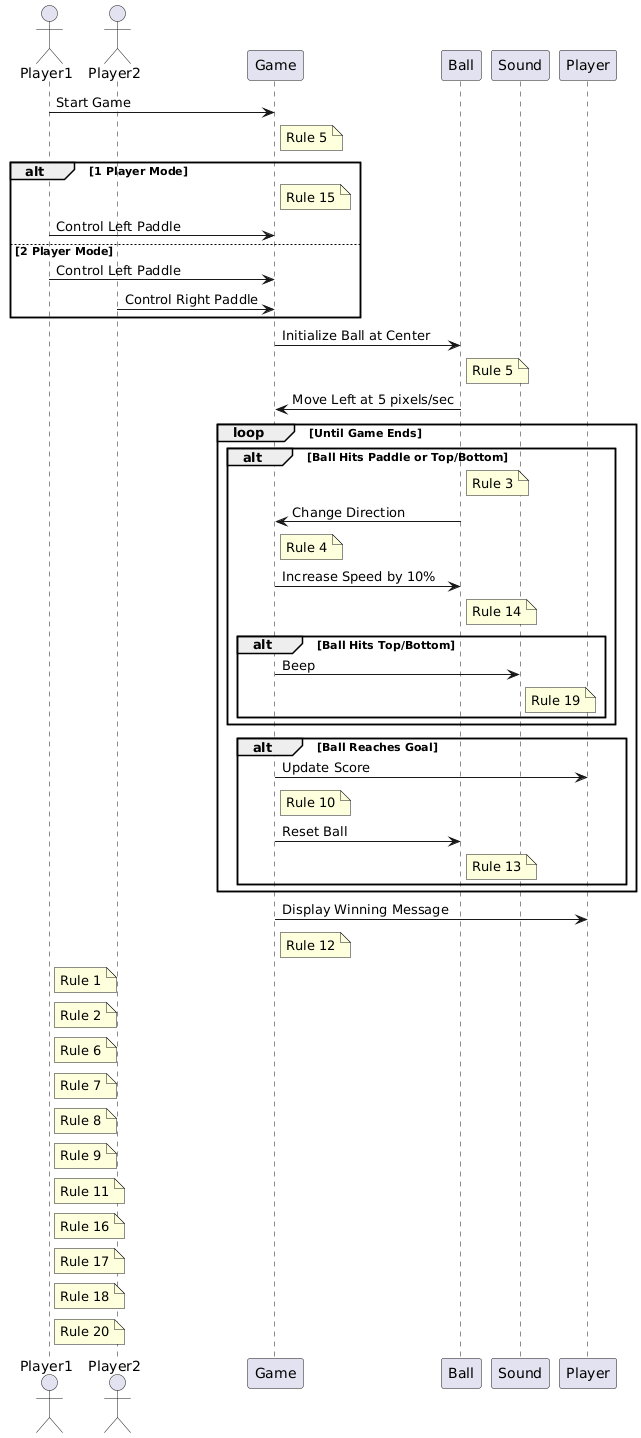 Player1 Player2 Game Ball Sound Player
Start Game
Rule 5
alt [1 Player Mode]
Rule 15
Control Left Paddle
[2 Player Mode]
Control Left Paddle
Control Right Paddle
Initialize Ball at Center
Rule 5
Move Left at 5 pixels/sec
loop [Until Game Ends]
alt [Ball Hits Paddle or Top/Bottom]
Rule 3
Change Direction
Rule 4
Increase Speed by 10%
Rule 14
alt [Ball Hits Top/Bottom]
Beep
Rule 19
alt [Ball Reaches Goal]
Update Score
Rule 10
Reset Ball
Rule 13
Display Winning Message
Rule 12
Rule 1
Rule 2
Rule 6
Rule 7
Rule 8
Rule 9
Rule 11
Rule 16
Rule 17
Rule 18
Rule 20
Player1 Player2 Game Ball Sound Player